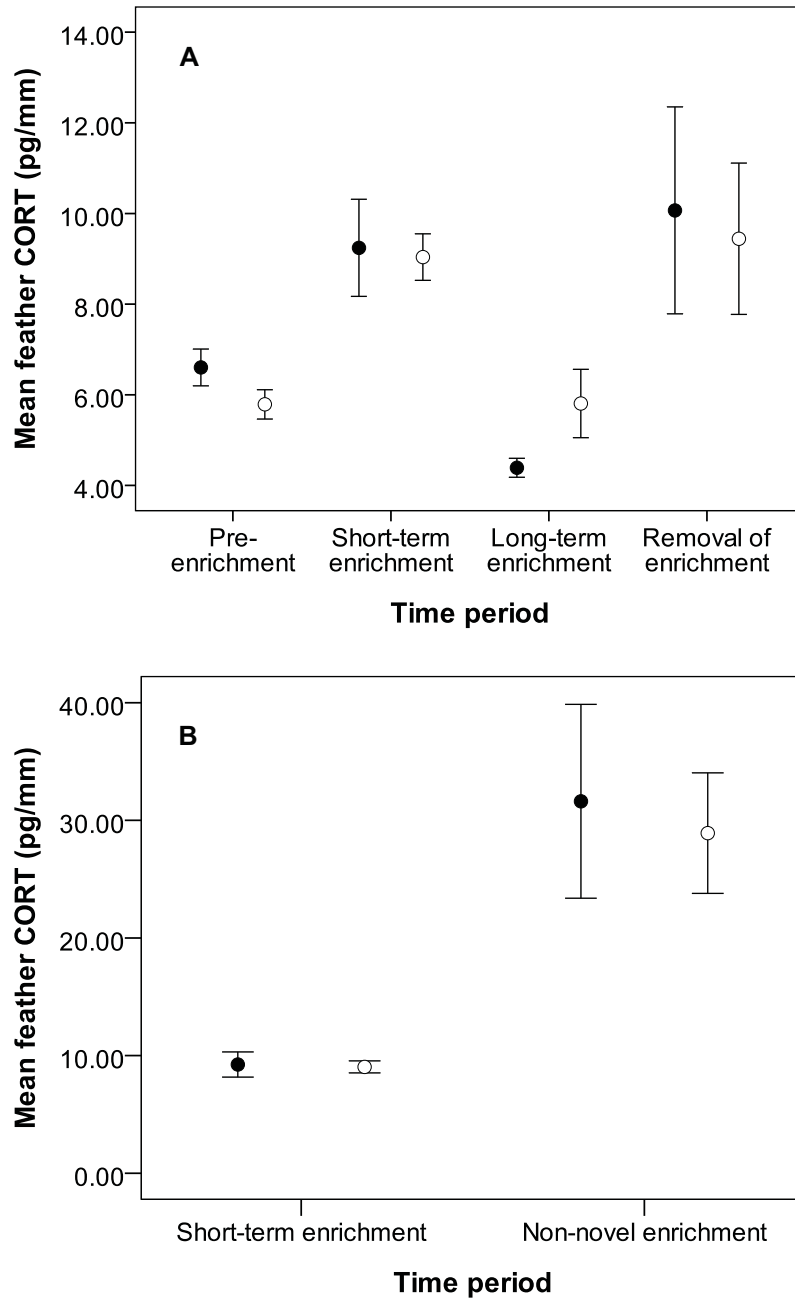 A
Mean feather CORT (pg/mm)
14.00
12.00
10.00
8.00
6.00
4.00
Pre-
enrichment
Short-term
enrichment
Long-term
enrichment
Removal of
enrichment
Time period
B
Mean feather CORT (pg/mm)
40.00
30.00
20.00
10.00
0.00
Short-term enrichment
Non-novel enrichment
Time period